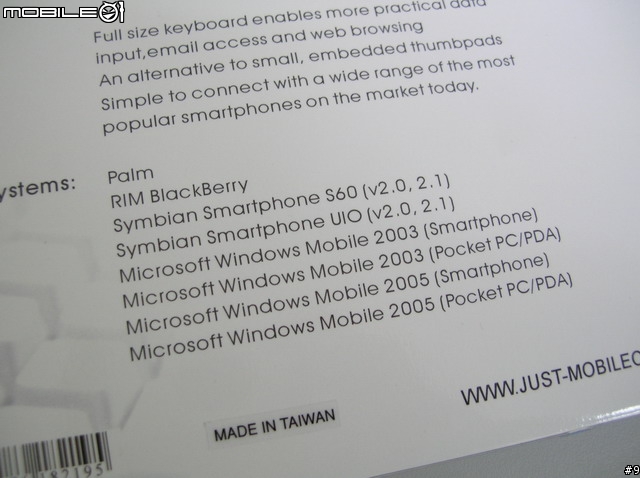 MOBILE01
Full size keyboard enables more practical data
input,email access and web browsing
An alternative to small, embedded thumbpads
Simple to connect with a wide range of the most
popular smartphones on the market today.
ystems:
Palm
RIM BlackBerry
Symbian Smartphone S60 (v2.0, 2.1)
Symbian Smartphone UIO (v2.0, 2.1)
Microsoft Windows Mobile 2003 (Smartphone)
Microsoft Windows Mobile 2003 (Pocket PC/PDA)
Microsoft Windows Mobile 2005 (Smartphone)
Microsoft Windows Mobile 2005 (Pocket PC/PDA)
WWW.JUST-MOBILEC
MADE IN TAIWAN
#9